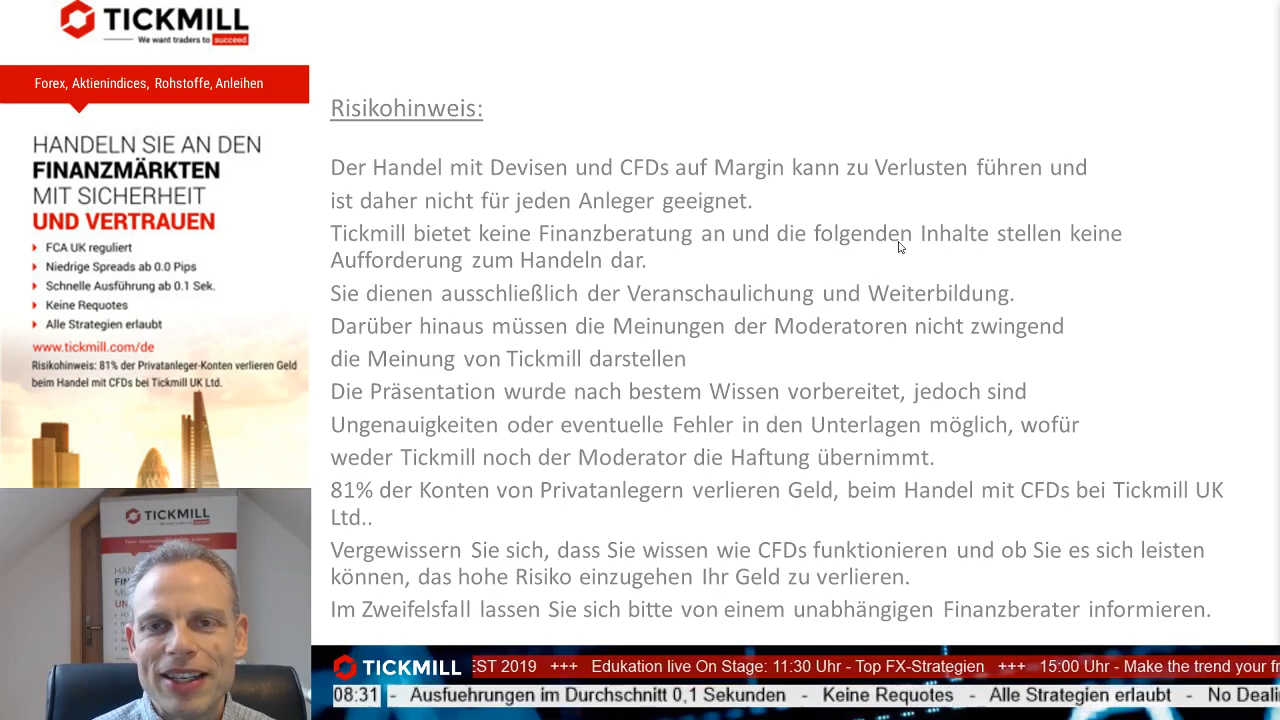 TICKMILL
We want traders to succeed
Forex, Aktienindices, Rohstoffe, Anleihen
HANDELN SIE AN DEN
FINANZMÄRKTEN
MIT SICHERHEIT
UND VERTRAUEN
FCA UK reguliert
Niedrige Spreads ab 0.0 Pips
Schnelle Ausführung ab 0.1 Sek.
Keine Requotes
Alle Strategien erlaubt
www.tickmill.com/de
Risikohinweis: 81% der Privatanleger-Konten verlieren Geld
beim Handel mit CFDs bei Tickmill UK Ltd.
Risikohinweis:
Der Handel mit Devisen und CFDs auf Margin kann zu Verlusten führen und
ist daher nicht für jeden Anleger geeignet.
Tickmill bietet keine Finanzberatung an und die folgenden Inhalte stellen keine
Aufforderung zum Handeln dar.
Sie dienen ausschließlich der Veranschaulichung und Weiterbildung.
Darüber hinaus müssen die Meinungen der Moderatoren nicht zwingend
die Meinung von Tickmill darstellen
Die Präsentation wurde nach bestem Wissen vorbereitet, jedoch sind
Ungenauigkeiten oder eventuelle Fehler in den Unterlagen möglich, wofür
weder Tickmill noch der Moderator die Haftung übernimmt.
81% der Konten von Privatanlegern verlieren Geld, beim Handel mit CFDs bei Tickmill UK
Ltd..
Vergewissern Sie sich, dass Sie wissen wie CFDs funktionieren und ob Sie es sich leisten
können, das hohe Risiko einzugehen Ihr Geld zu verlieren.
Im Zweifelsfall lassen Sie sich bitte von einem unabhängigen Finanzberater informieren.
TICKMILL
TICKMILL
EST 2019 +++ Edukation live On Stage: 11:30 Uhr - Top FX-Strategien +++ 15:00 Uhr - Make the trend your fr
08:31 - Ausfuehrungen im Durchschnitt 0,1 Sekunden - Keine Requotes - Alle Strategien erlaubt - No Deali